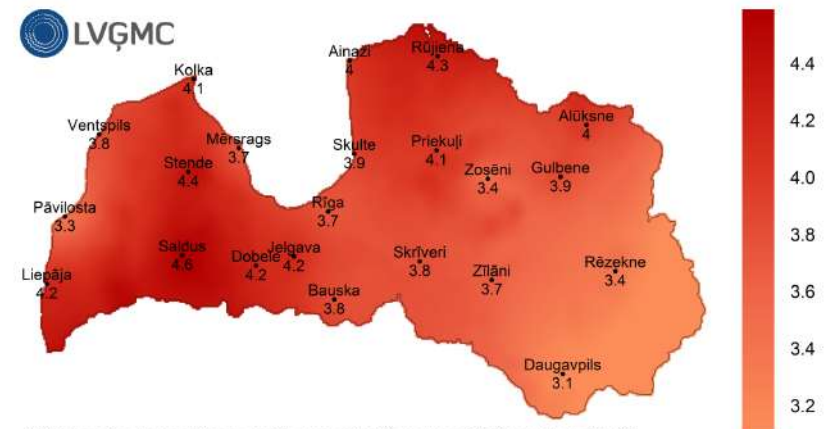 LVĢMC
Ainaži
4
Rūjiena
4.3
Kolka
4.1
4.4
Ventspils
3.8
Mērsrags
3.7
Alūksne
4
4.2
Skulte
3.9
Priekuļi
4.1
Stende
4.4
Zosēni
3.4
Gulbene
3.9
4.0
Pāvilosta
3.3
Rīga
3.7
3.8
Saldus
4.6
Dobele
4.2
Jelgava
4.2
Skrīveri
3.8
Zīlāni
3.7
Rēzekne
3.4
Liepāja
4.2
3.6
Bauska
3.8
3.4
Daugavpils
3.1
3.2